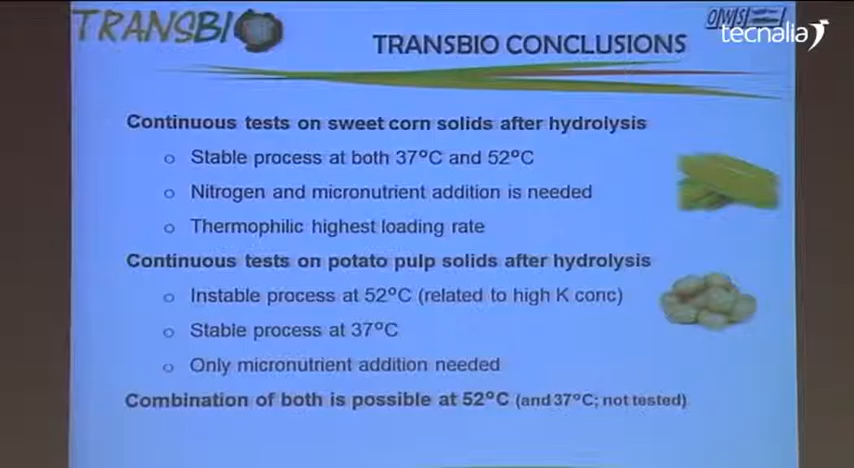 TRANSBIO
OWS
tecnalia
TRANSBIO CONCLUSIONS
Continuous tests on sweet corn solids after hydrolysis
o Stable process at both 37ºC and 52ºC
o Nitrogen and micronutrient addition is needed
o Thermophilic highest loading rate
Continuous tests on potato pulp solids after hydrolysis
o Instable process at 52ºC (related to high K conc)
o Stable process at 37ºC
o Only micronutrient addition needed
Combination of both is possible at 52ºC (and 37ºC; not tested)